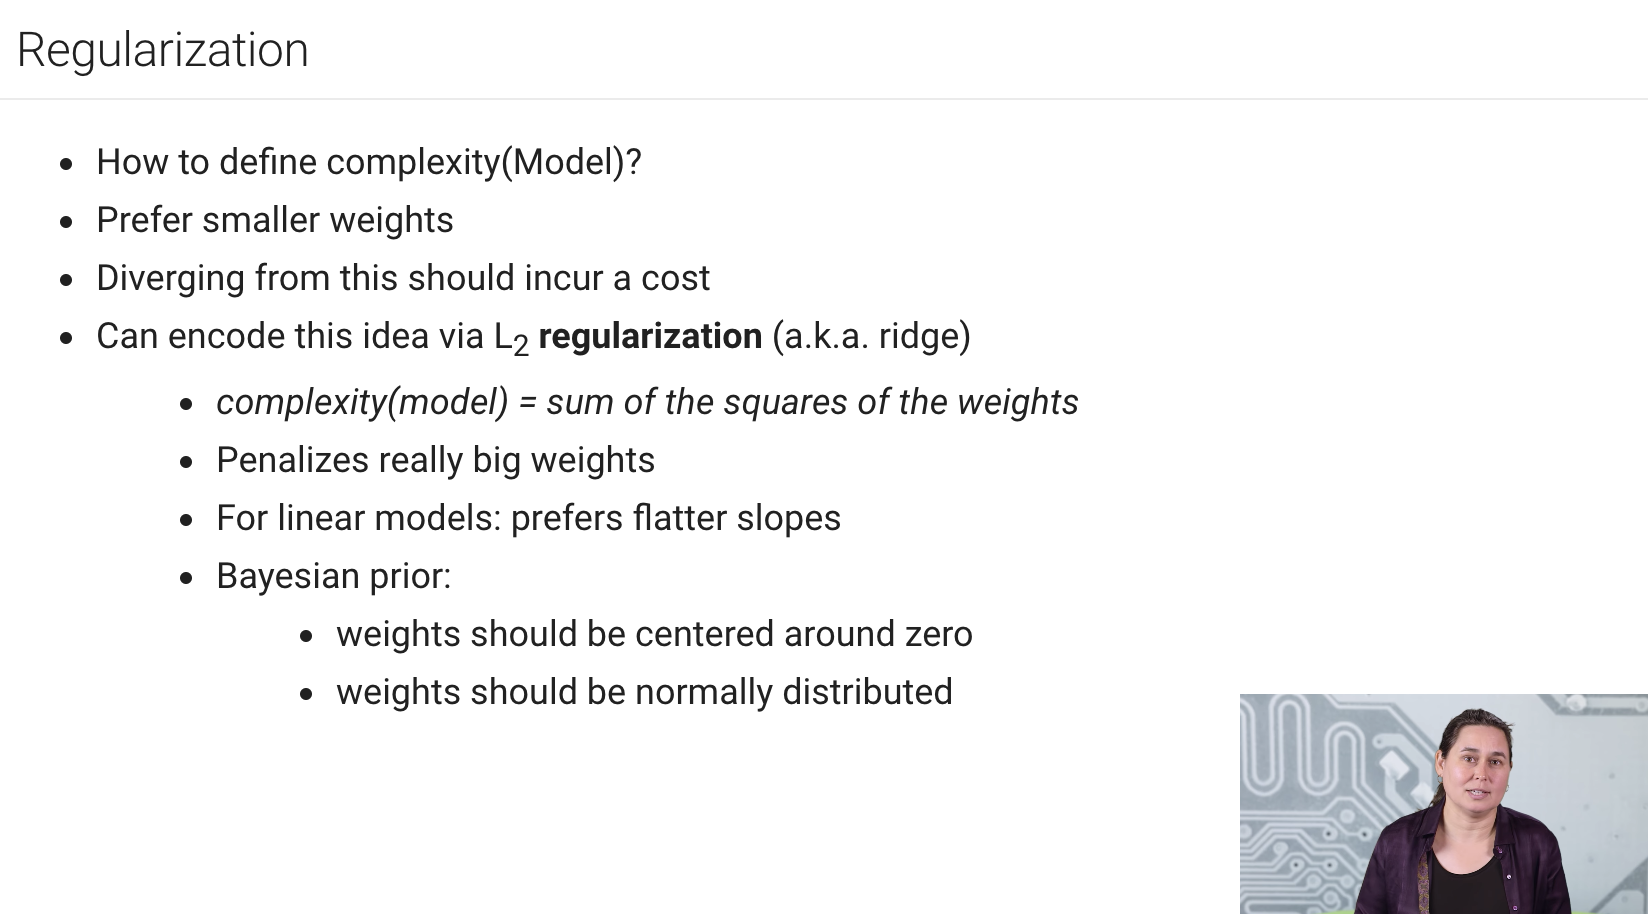 Regularization
How to define complexity(Model)?
Prefer smaller weights
Diverging from this should incur a cost
Can encode this idea via L₂ regularization (a.k.a. ridge)
complexity(model) = sum of the squares of the weights
Penalizes really big weights
For linear models: prefers flatter slopes
Bayesian prior:
weights should be centered around zero
weights should be normally distributed